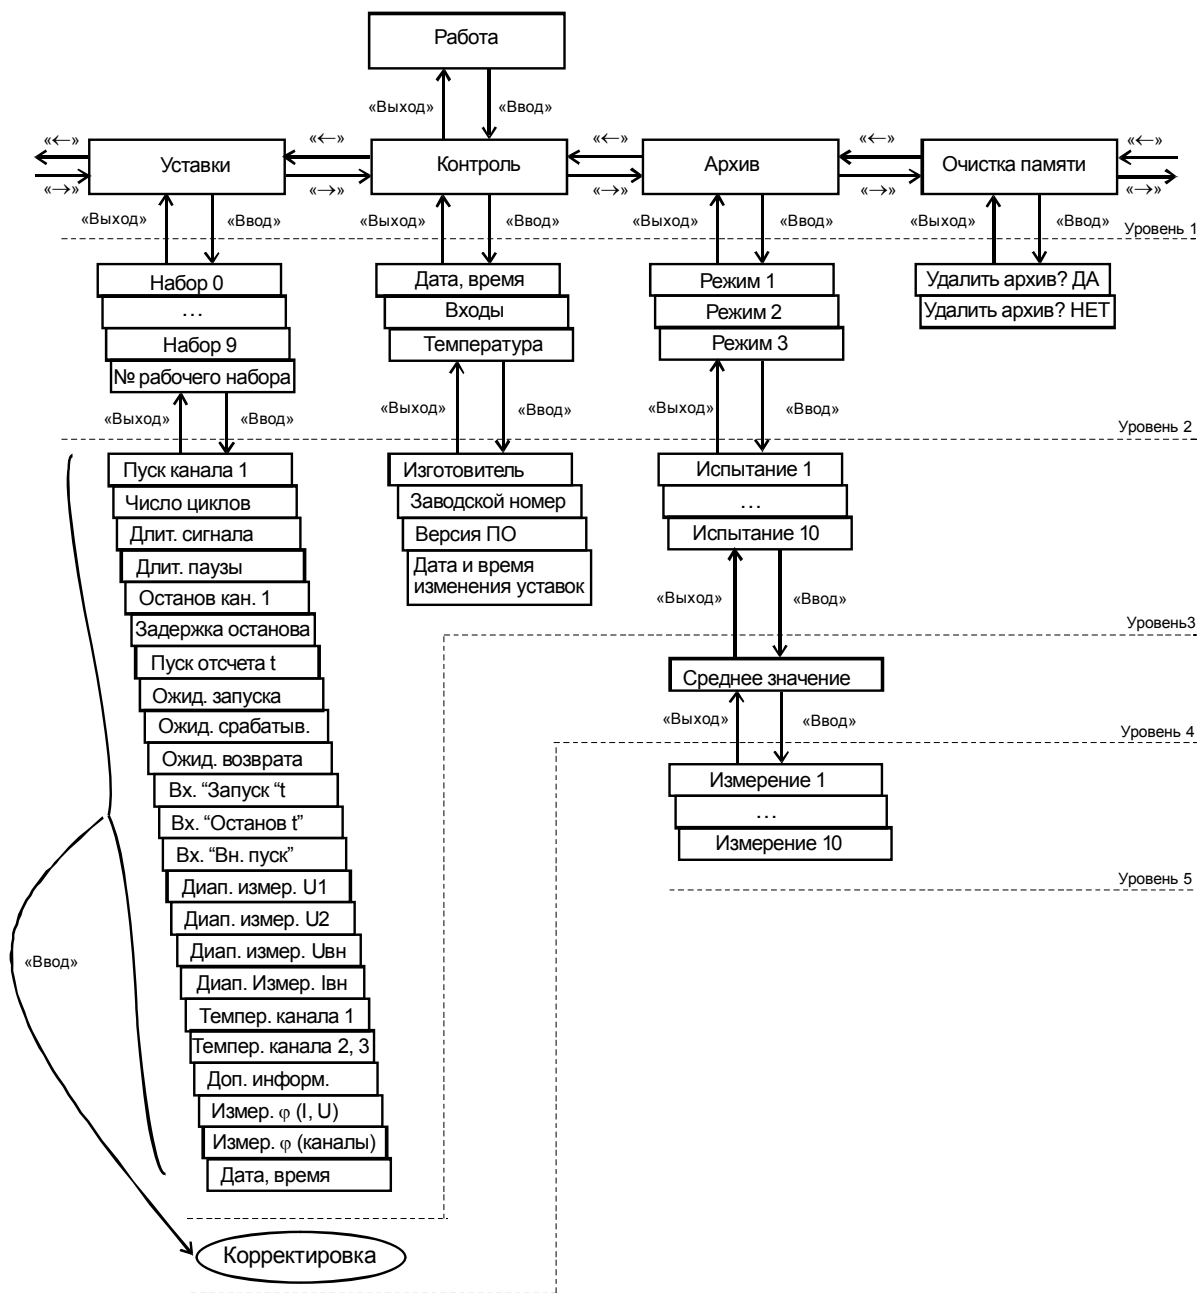 Работа
«Выход» «Ввод»
«←» «←» «←» «←» «←»
Уставки Контроль Архив Очистка памяти
«→» «→» «→» «→» «→»
«Выход» «Ввод» «Выход» «Ввод» «Выход» «Ввод» «Выход» «Ввод»
Уровень 1
Набор 0 Дата, время Режим 1 Удалить архив? ДА
… Входы Режим 2 Удалить архив? НЕТ
Набор 9 Температура Режим 3
№ рабочего набора
«Выход» «Ввод» «Выход» «Ввод» «Выход» «Ввод»
Уровень 2
Пуск канала 1 Изготовитель Испытание 1
Число циклов Заводской номер …
Длит. сигнала Версия ПО Испытание 10
Длит. паузы Дата и время
изменения уставок
Останов кан. 1 «Выход» «Ввод»
Задержка останова Уровень3
Пуск отсчета t Среднее значение
Ожид. запуска
Ожид. срабатыв. «Выход» «Ввод»
Уровень 4
Ожид. возврата Измерение 1
Вх. “Запуск “t …
Вх. “Останов t” Измерение 10
Вх. “Вн. пуск”
Диап. измер. U1 Уровень 5
Диап. измер. U2
Диап. измер. Uвн
«Ввод»
Диап. Измер. Iвн
Темпер. канала 1
Темпер. канала 2, 3
Доп. информ.
Измер. φ (I, U)
Измер. φ (каналы)
Дата, время
Корректировка